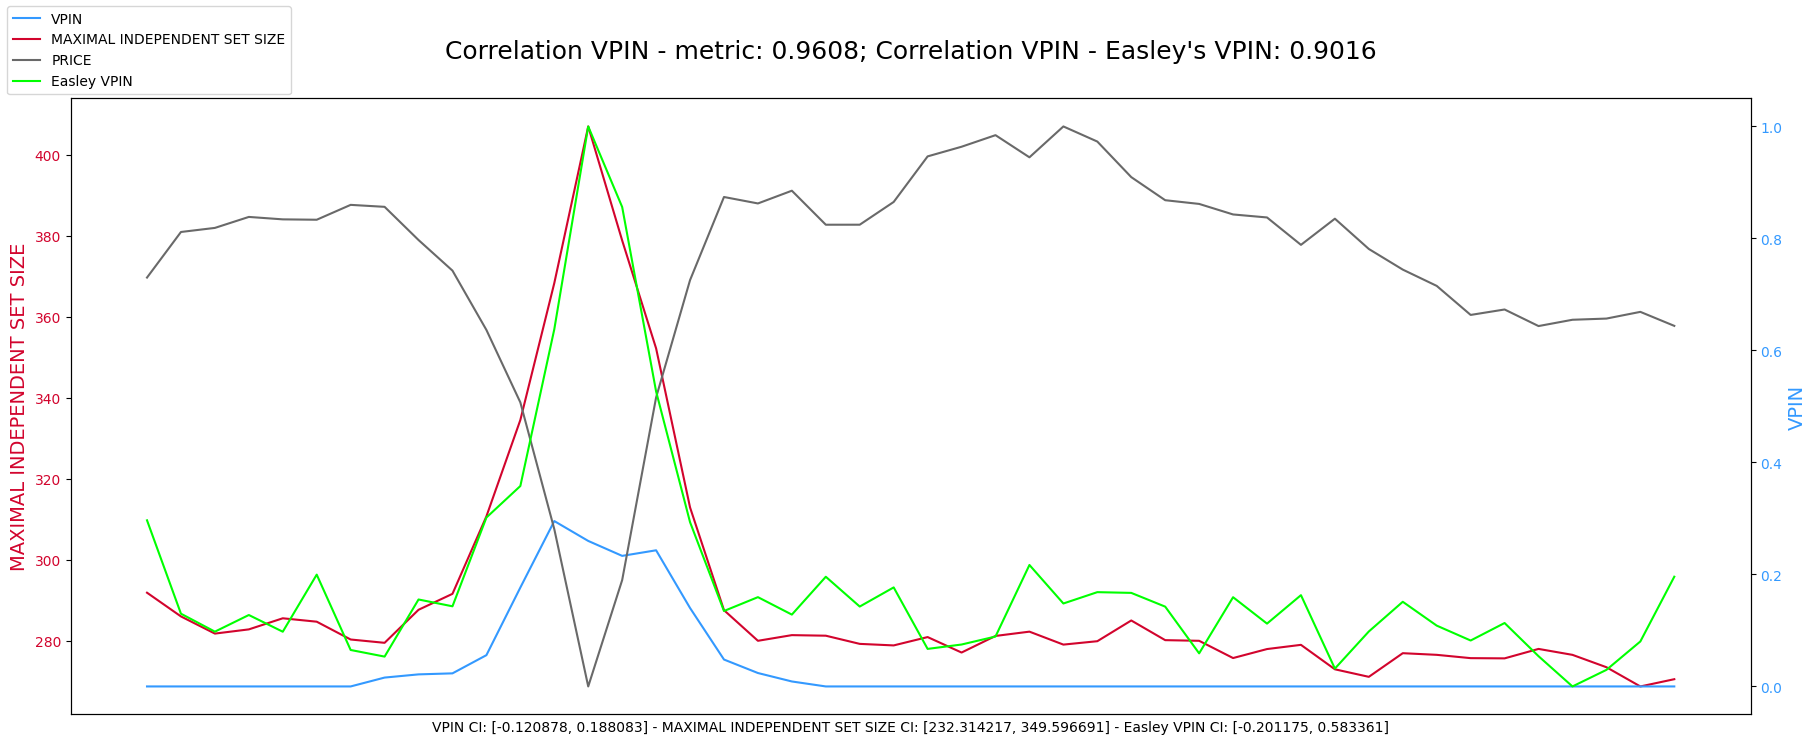 VPIN
MAXIMAL INDEPENDENT SET SIZE
PRICE
Easley VPIN
Correlation VPIN - metric: 0.9608; Correlation VPIN - Easley's VPIN: 0.9016
MAXIMAL INDEPENDENT SET SIZE
400
380
360
340
320
300
280
1.0
0.8
0.6
0.4
0.2
0.0
VPIN
VPIN CI: [-0.120878, 0.188083] - MAXIMAL INDEPENDENT SET SIZE CI: [232.314217, 349.596691] - Easley VPIN CI: [-0.201175, 0.583361]